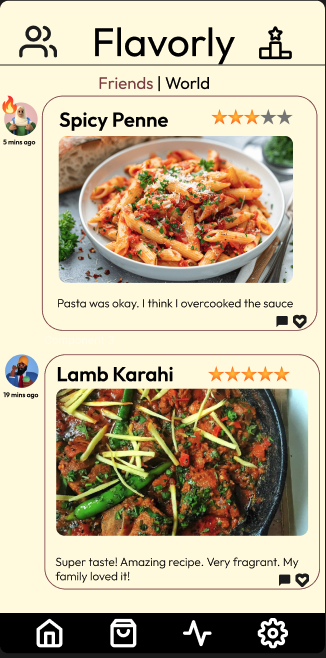 Flavorly
Friends | World
Spicy Penne
5 mins ago
Pasta was okay. I think I overcooked the sauce
Lamb Karahi
19 mins ago
Super taste! Amazing recipe. Very fragrant. My
family loved it!